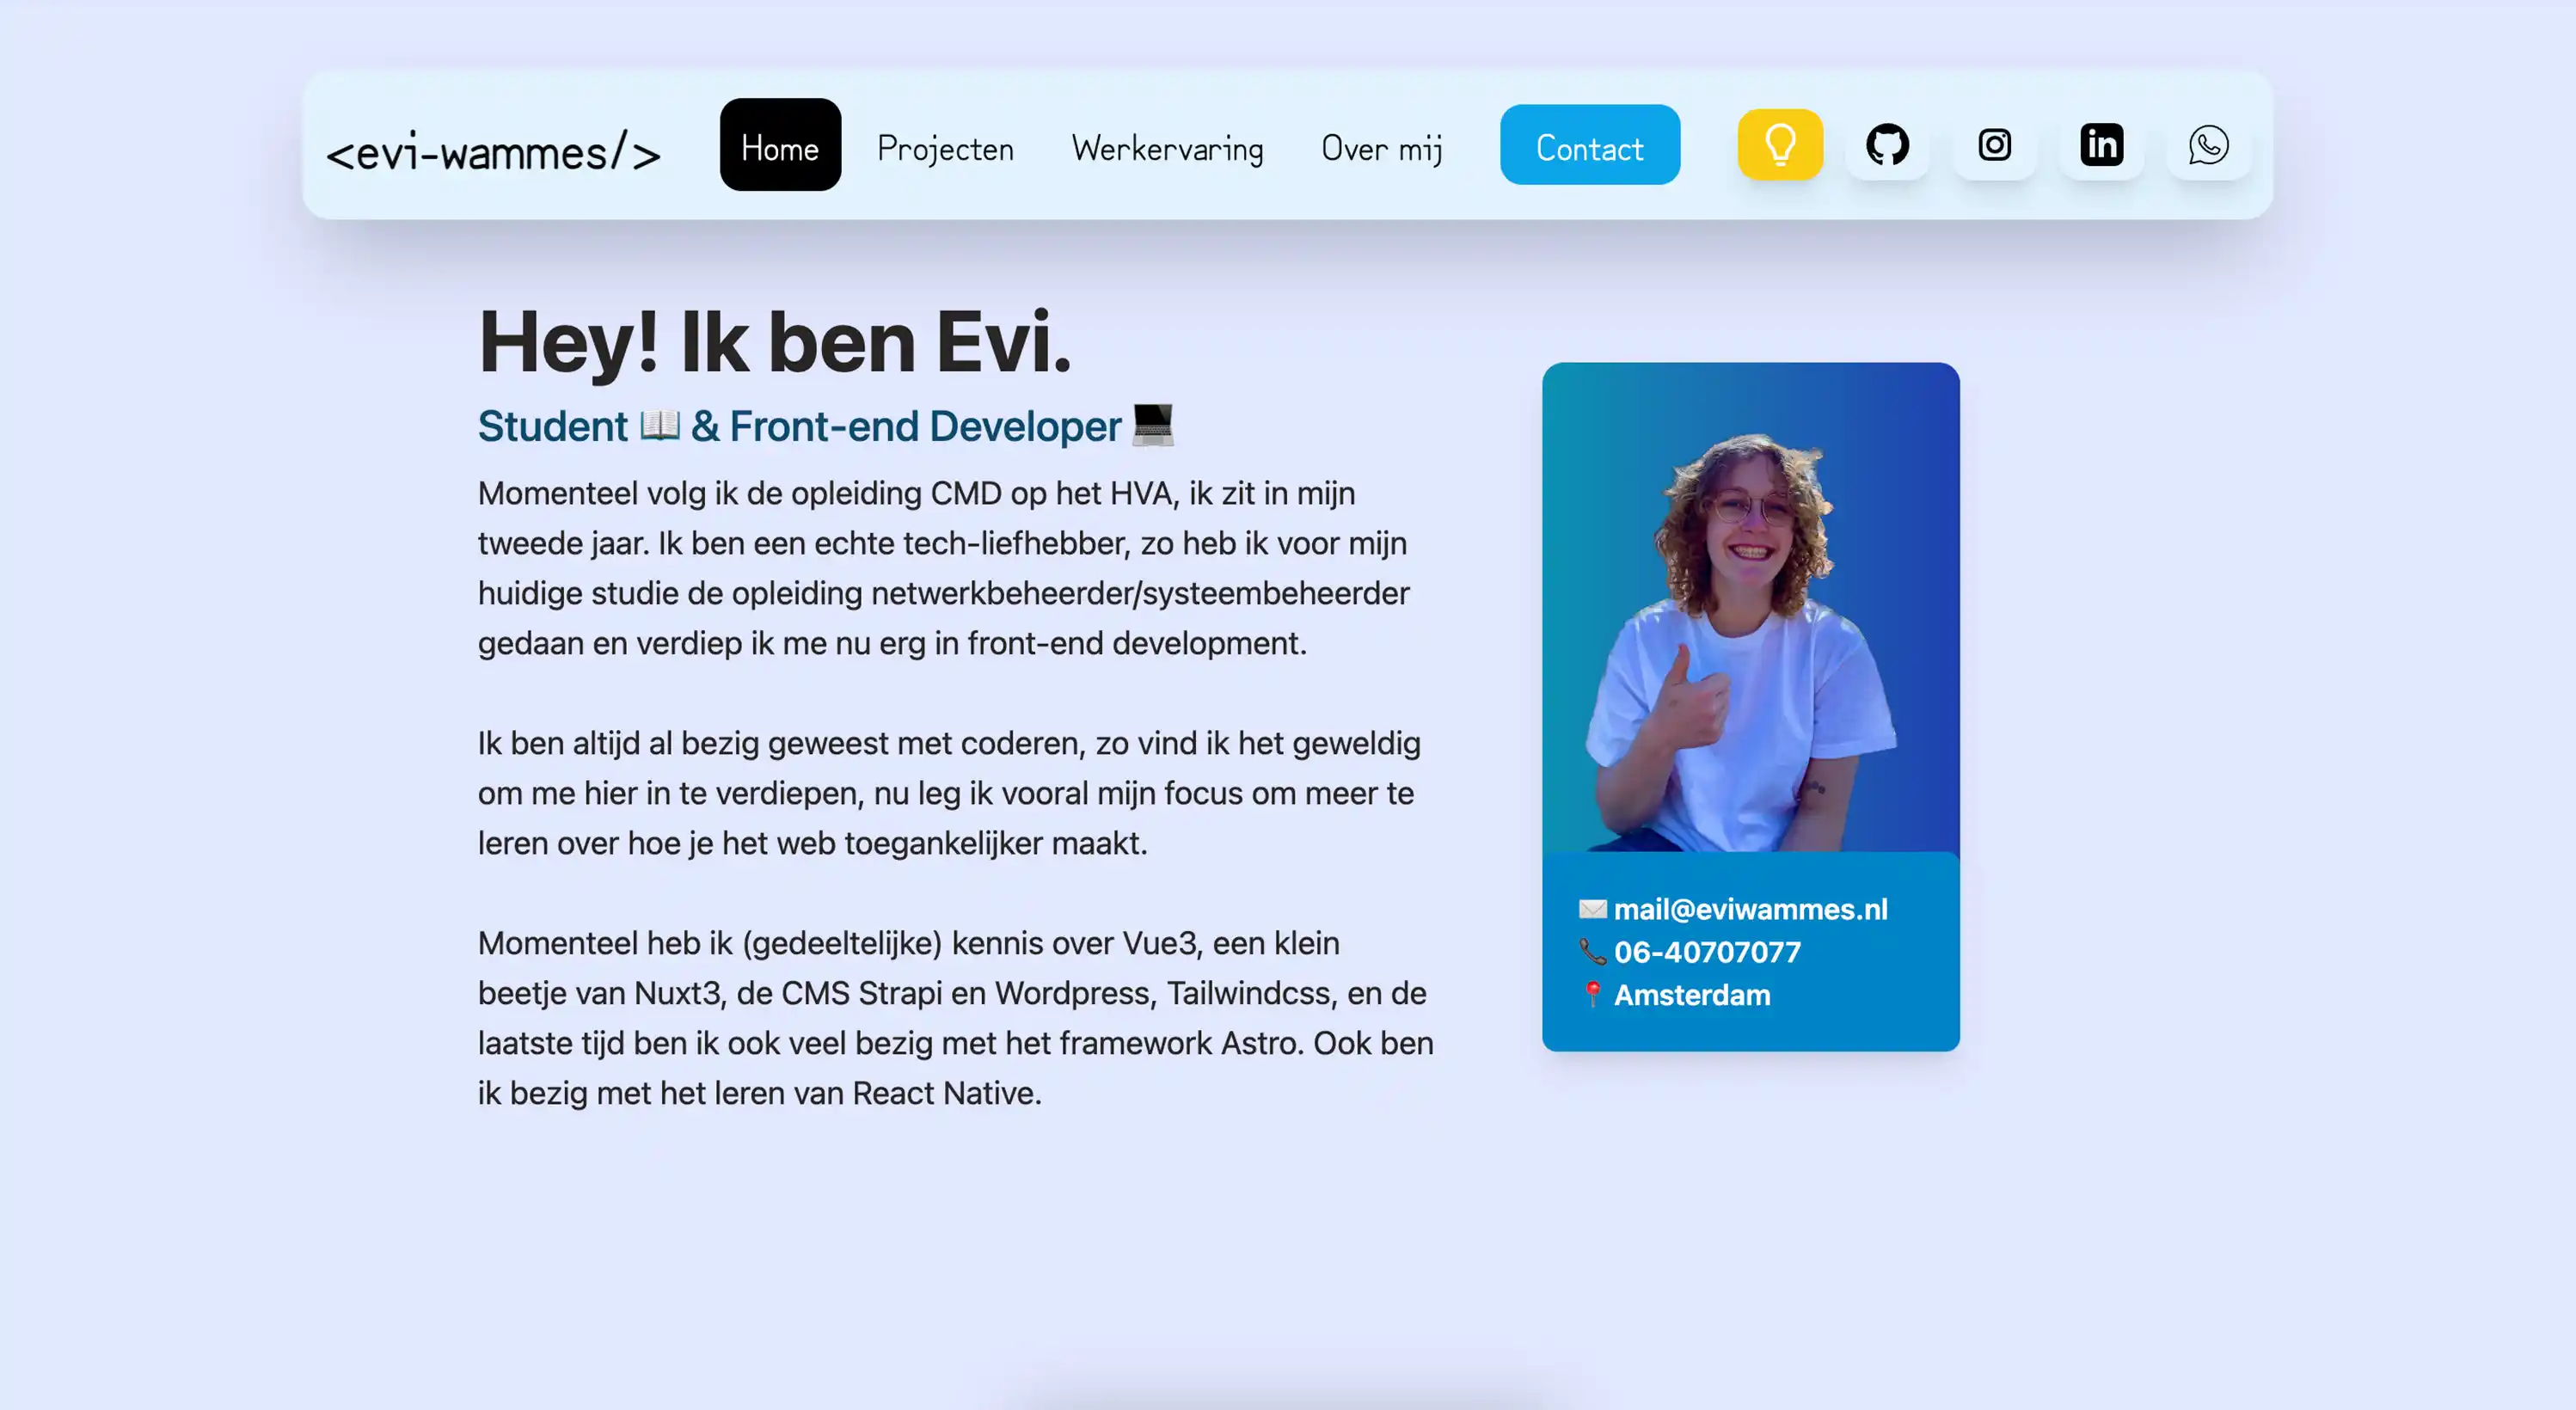 <evi-wammes/>
Home
Projecten
Werkervaring
Over mij
Contact
Hey! Ik ben Evi.
Student 📖 & Front-end Developer 💻
Momenteel volg ik de opleiding CMD op het HVA, ik zit in mijn
tweede jaar. Ik ben een echte tech-liefhebber, zo heb ik voor mijn
huidige studie de opleiding netwerkbeheerder/systeembeheerder
gedaan en verdiep ik me nu erg in front-end development.
Ik ben altijd al bezig geweest met coderen, zo vind ik het geweldig
om me hier in te verdiepen, nu leg ik vooral mijn focus om meer te
leren over hoe je het web toegankelijker maakt.
Momenteel heb ik (gedeeltelijke) kennis over Vue3, een klein
beetje van Nuxt3, de CMS Strapi en Wordpress, Tailwindcss, en de
laatste tijd ben ik ook veel bezig met het framework Astro. Ook ben
ik bezig met het leren van React Native.
✉️ mail@eviwammes.nl
📞 06-40707077
📍 Amsterdam